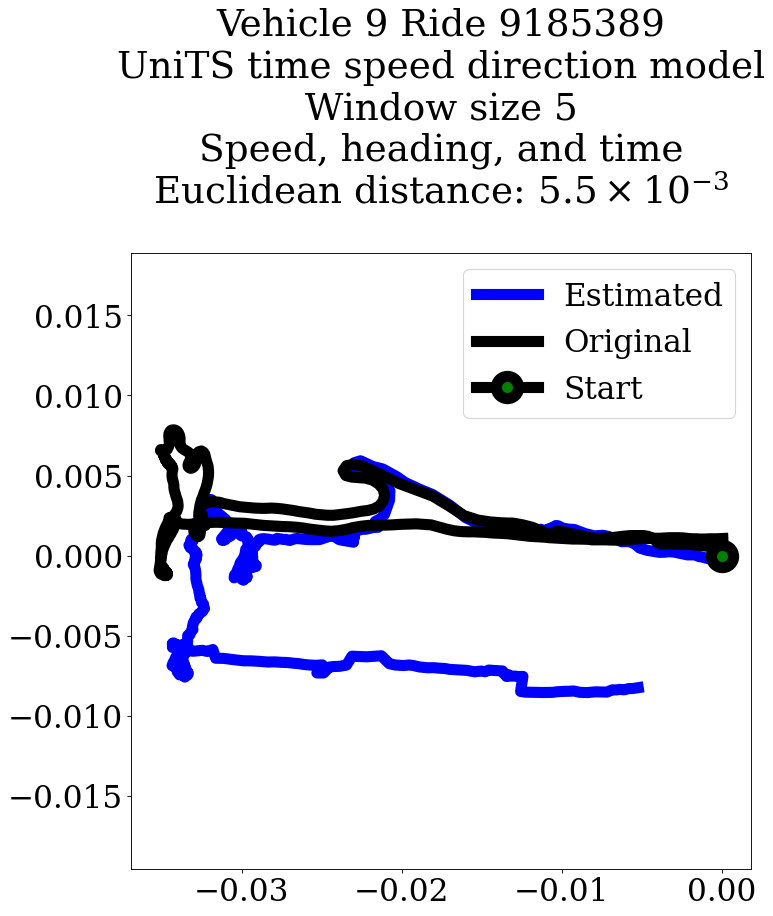 Vehicle 9 Ride 9185389
UniTS time speed direction model
Window size 5
Speed, heading, and time
Euclidean distance: 5.5 × 10⁻³
Estimated
Original
Start
0.015
0.010
0.005
0.000
−0.005
−0.010
−0.015
−0.03 −0.02 −0.01 0.00